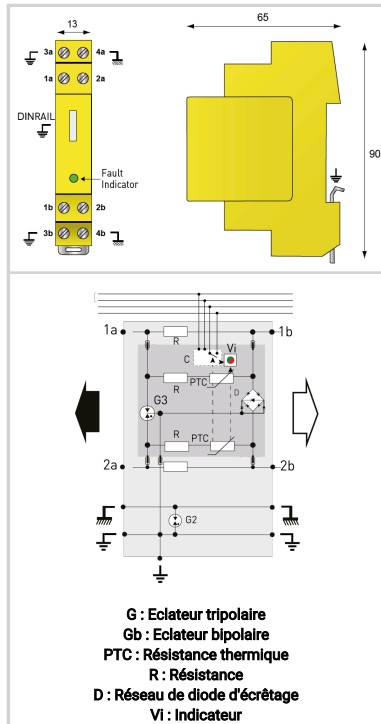 13
65
3a
4a
1a
2a
DINRAIL
Fault
Indicator
90
1b
2b
3b
4b
1a
1b
R
C
Vi
R
PTC
D
G3
R
PTC
2a
2b
G2
G : Eclateur tripolaire
Gb : Eclateur bipolaire
PTC : Résistance thermique
R : Résistance
D : Réseau de diode d'écrêtage
Vi : Indicateur